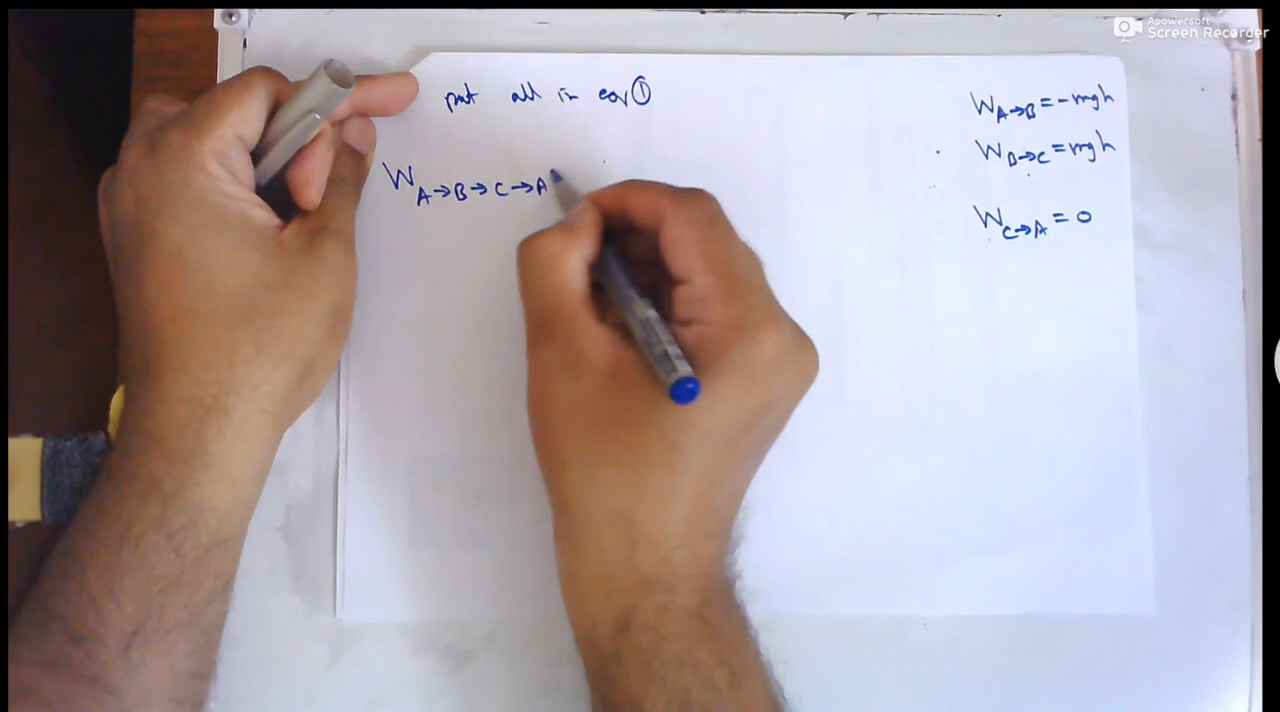 Apowersoft
Screen Recorder
put all in eq ①
W A→B→C→A
W A→B = -mgh
W B→C = mgh
W C→A = 0